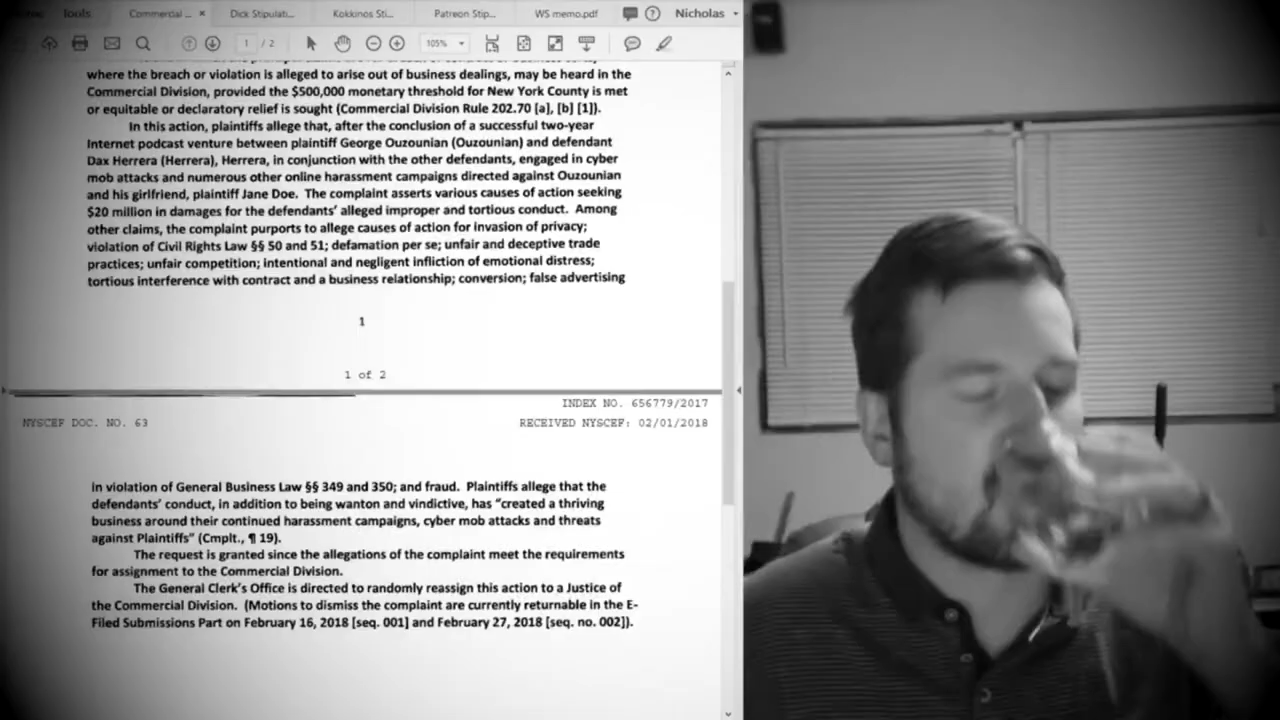 Tools
Commercial ... ×
Dick Stipulati...
Kokkinos Sti...
Patreon Stip...
WS memo.pdf
Nicholas
1 / 2
105%
where the breach or violation is alleged to arise out of business dealings, may be heard in the
Commercial Division, provided the $500,000 monetary threshold for New York County is met
or equitable or declaratory relief is sought (Commercial Division Rule 202.70 [a], [b] [1]).
In this action, plaintiffs allege that, after the conclusion of a successful two-year
Internet podcast venture between plaintiff George Ouzounian (Ouzounian) and defendant
Dax Herrera (Herrera), Herrera, in conjunction with the other defendants, engaged in cyber
mob attacks and numerous other online harassment campaigns directed against Ouzounian
and his girlfriend, plaintiff Jane Doe. The complaint asserts various causes of action seeking
$20 million in damages for the defendants' alleged improper and tortious conduct. Among
other claims, the complaint purports to allege causes of action for invasion of privacy;
violation of Civil Rights Law §§ 50 and 51; defamation per se; unfair and deceptive trade
practices; unfair competition; intentional and negligent infliction of emotional distress;
tortious interference with contract and a business relationship; conversion; false advertising
1
1 of 2
INDEX NO. 656779/2017
NYSCEF DOC. NO. 63
RECEIVED NYSCEF: 02/01/2018
in violation of General Business Law §§ 349 and 350; and fraud. Plaintiffs allege that the
defendants' conduct, in addition to being wanton and vindictive, has "created a thriving
business around their continued harassment campaigns, cyber mob attacks and threats
against Plaintiffs" (Cmplt., ¶ 19).
The request is granted since the allegations of the complaint meet the requirements
for assignment to the Commercial Division.
The General Clerk's Office is directed to randomly reassign this action to a Justice of
the Commercial Division. (Motions to dismiss the complaint are currently returnable in the E-
Filed Submissions Part on February 16, 2018 [seq. 001] and February 27, 2018 [seq. no. 002]).